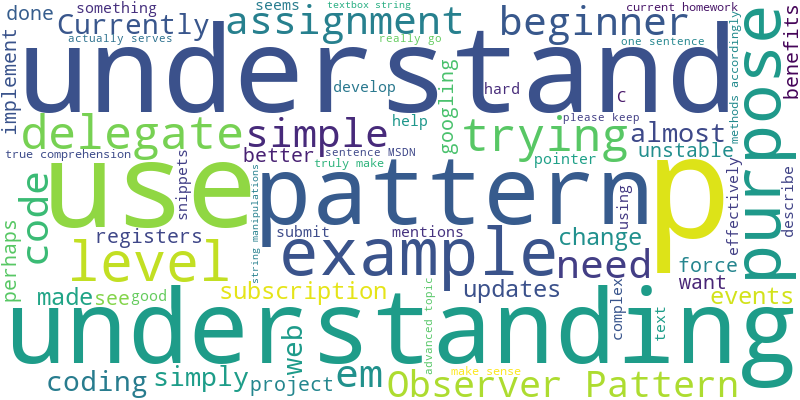 done
something
seems
textbox string
current homework
Currently
assignment
beginner
actually serves
really go
one sentence
understand
implement
develop
googling
hard
C
please keep
methods accordingly
purpose
benefits
delegate
simple
help
trying
almost
true comprehension
better
sentence MSDN
truly make
pointer
unstable
code
snippets
use
string manipulations
pattern
p
using
effectively
describe
registers
submit
mentions
change
perhaps
level
example
need
force
want
made
see
good
subscription
updates
events
understanding
web
advanced topic
complex
text
coding
simply
project
em
make sense
Observer Pattern